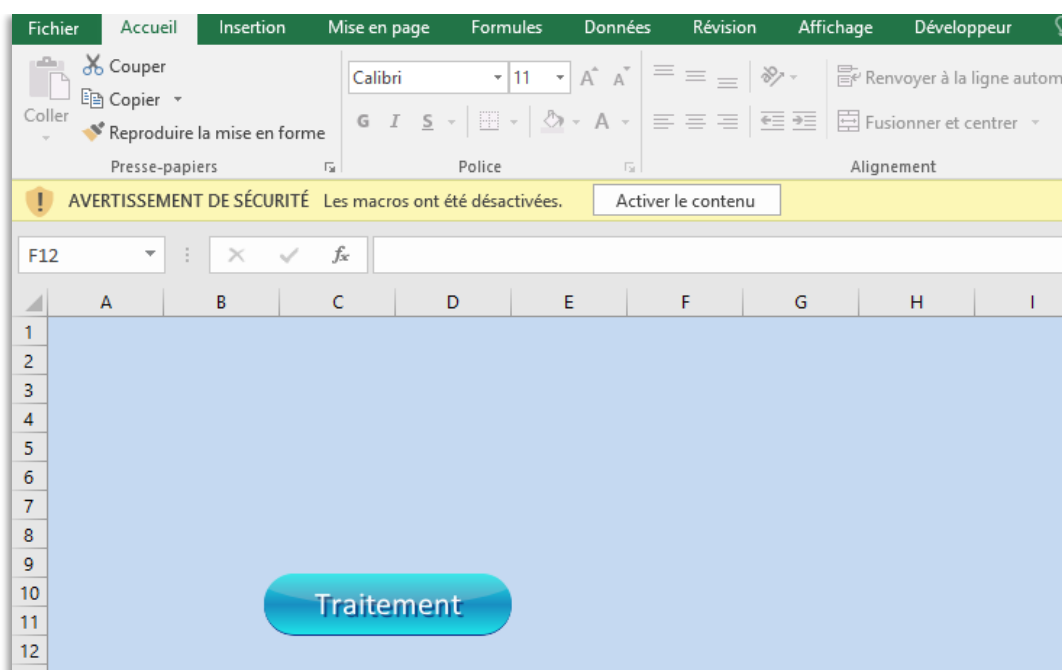 Fichier Accueil Insertion Mise en page Formules Données Révision Affichage Développeur
Couper
Copier
Coller
Reproduire la mise en forme
Calibri 11 A A
Renvoyer à la ligne autom
G I S A
Fusionner et centrer
Presse-papiers Police Alignement
! AVERTISSEMENT DE SÉCURITÉ Les macros ont été désactivées. Activer le contenu
F12 fx
A B C D E F G H I
1
2
3
4
5
6
7
8
9
10
Traitement
11
12